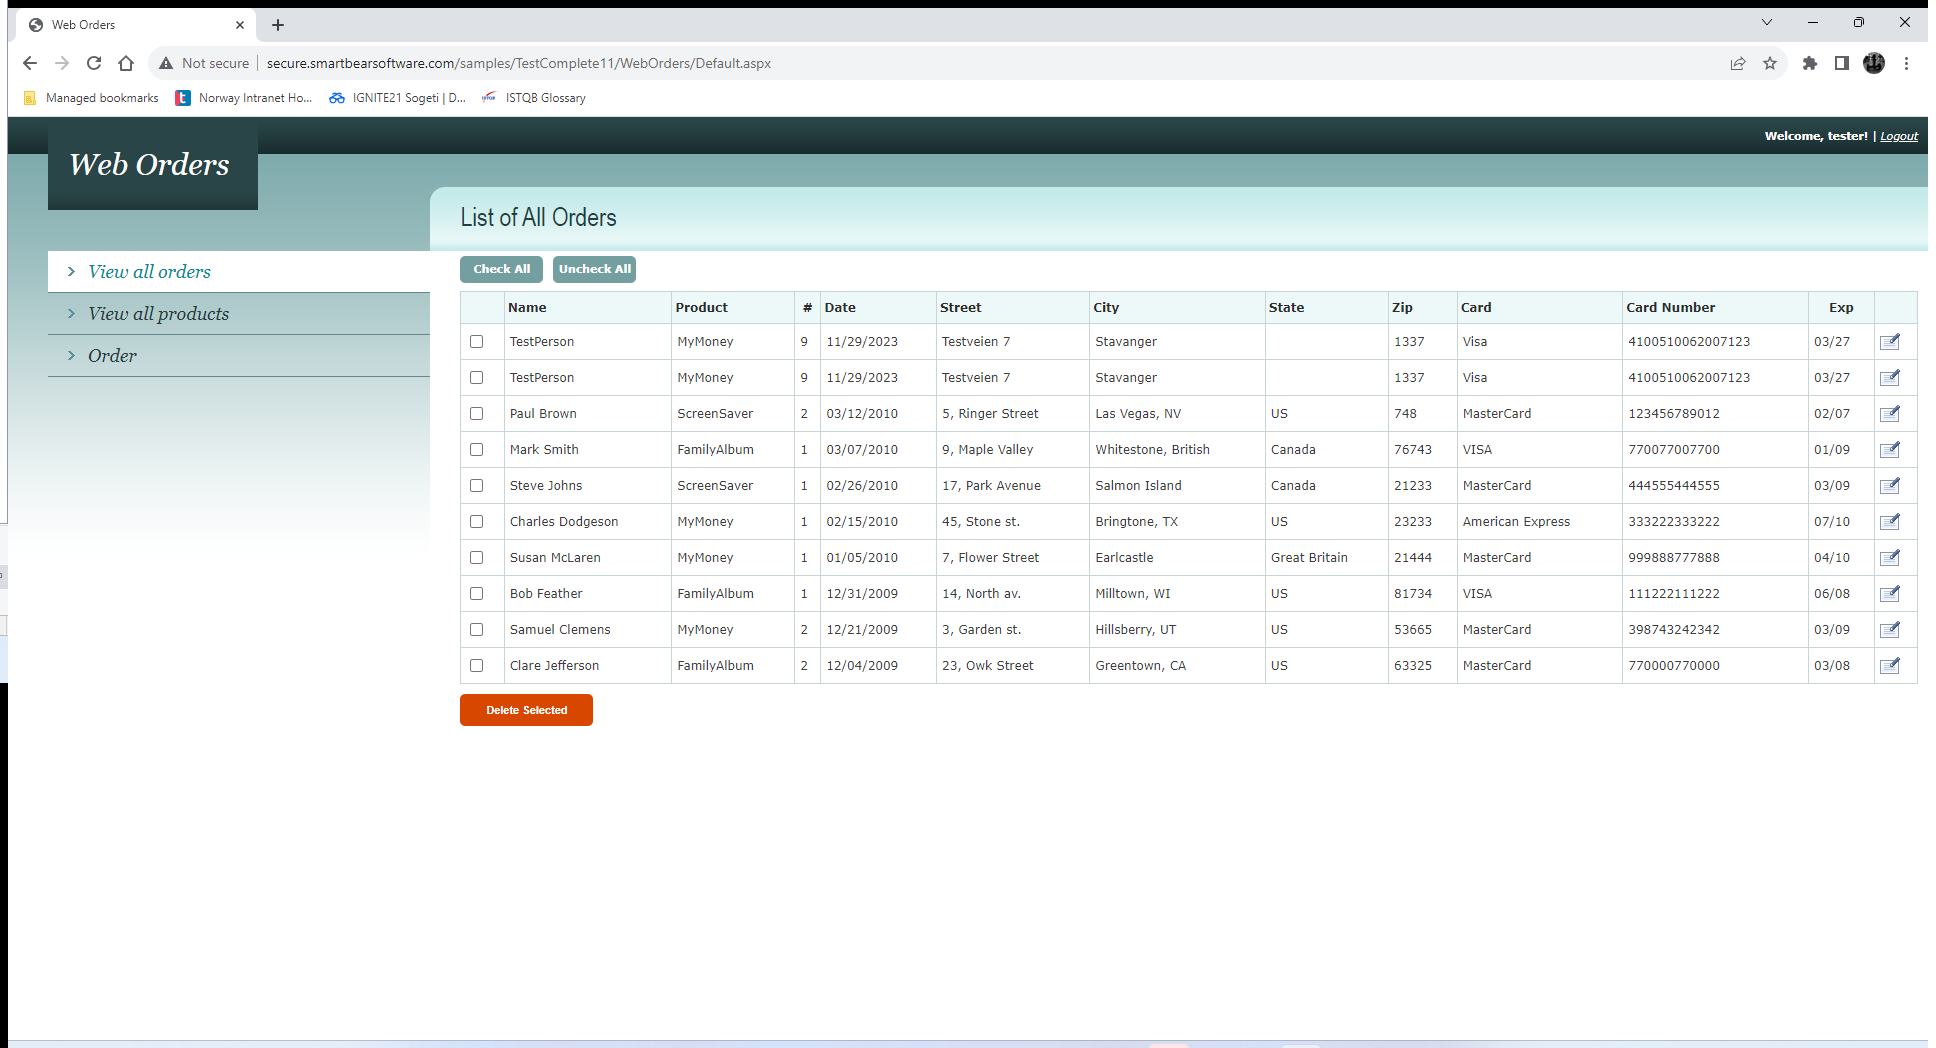 Web Orders
Not secure | secure.smartbearsoftware.com/samples/TestComplete11/WebOrders/Default.aspx
Managed bookmarks Norway Intranet Ho... IGNITE21 Sogeti | D... ISTQB Glossary
Welcome, tester! | Logout
Web Orders
List of All Orders
View all orders
View all products
Order
Check All Uncheck All
Name Product # Date Street City State Zip Card Card Number Exp
TestPerson MyMoney 9 11/29/2023 Testveien 7 Stavanger 1337 Visa 4100510062007123 03/27
TestPerson MyMoney 9 11/29/2023 Testveien 7 Stavanger 1337 Visa 4100510062007123 03/27
Paul Brown ScreenSaver 2 03/12/2010 5, Ringer Street Las Vegas, NV US 748 MasterCard 123456789012 02/07
Mark Smith FamilyAlbum 1 03/07/2010 9, Maple Valley Whitestone, British Canada 76743 VISA 770077007700 01/09
Steve Johns ScreenSaver 1 02/26/2010 17, Park Avenue Salmon Island Canada 21233 MasterCard 444555444555 03/09
Charles Dodgeson MyMoney 1 02/15/2010 45, Stone st. Bringtone, TX US 23233 American Express 333222333222 07/10
Susan McLaren MyMoney 1 01/05/2010 7, Flower Street Earlcastle Great Britain 21444 MasterCard 999888777888 04/10
Bob Feather FamilyAlbum 1 12/31/2009 14, North av. Milltown, WI US 81734 VISA 111222111222 06/08
Samuel Clemens MyMoney 2 12/21/2009 3, Garden st. Hillsberry, UT US 53665 MasterCard 398743242342 03/09
Clare Jefferson FamilyAlbum 2 12/04/2009 23, Owk Street Greentown, CA US 63325 MasterCard 770000770000 03/08
Delete Selected